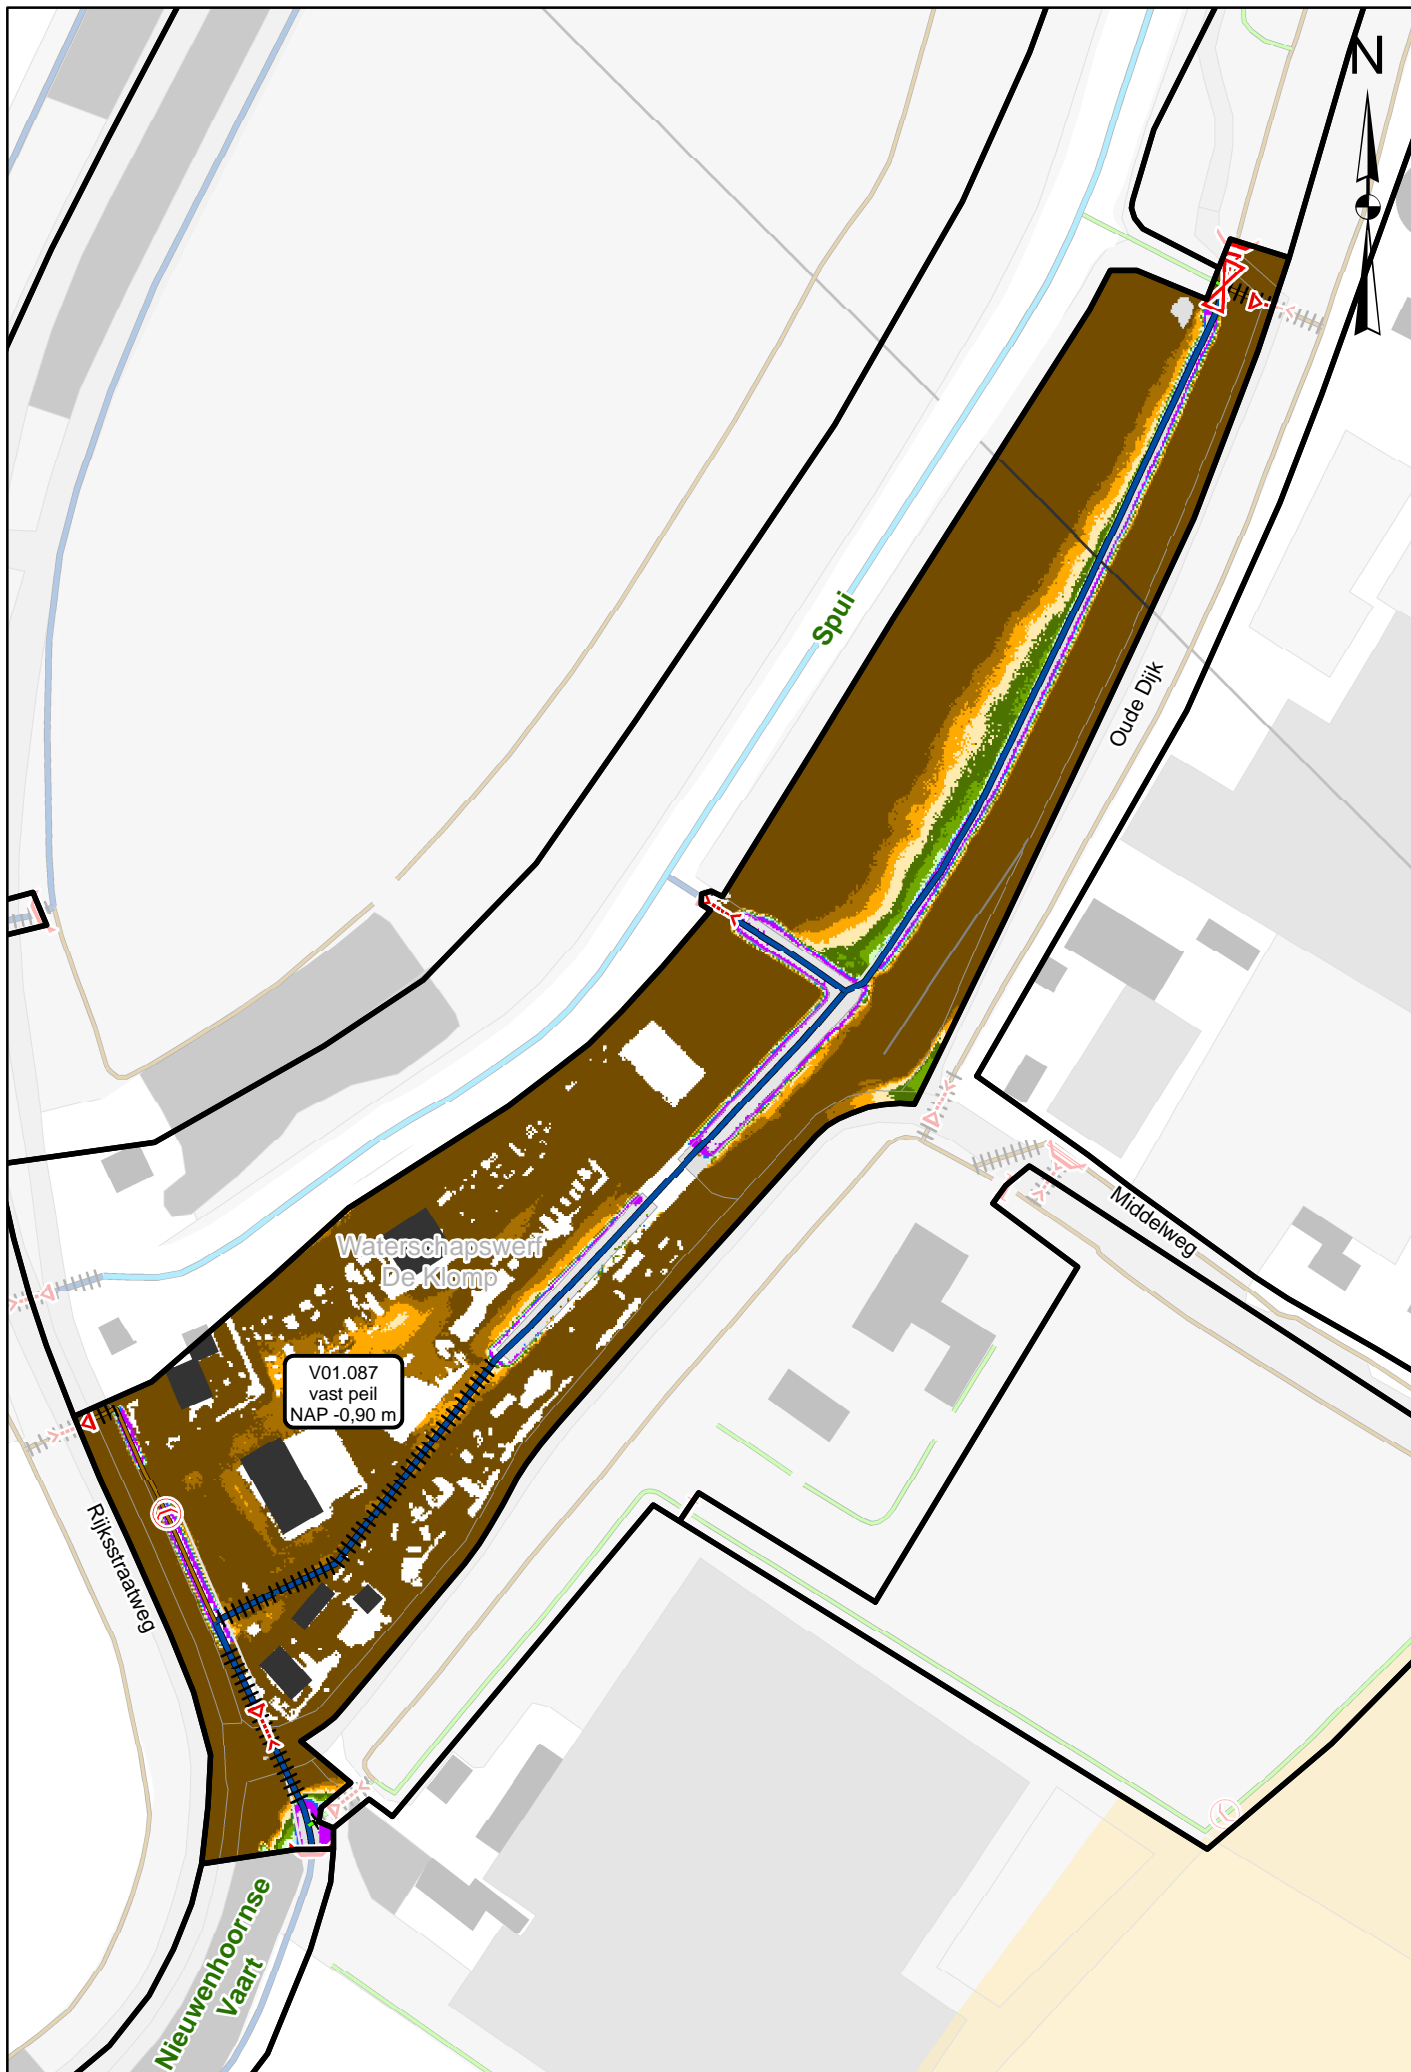 N
Spui
Oude Dijk
Middelweg
Waterschapswerf
De Klomp
V01.087
vast peil
NAP -0,90 m
Rijksstraatweg
Nieuwenhoornse
Vaart